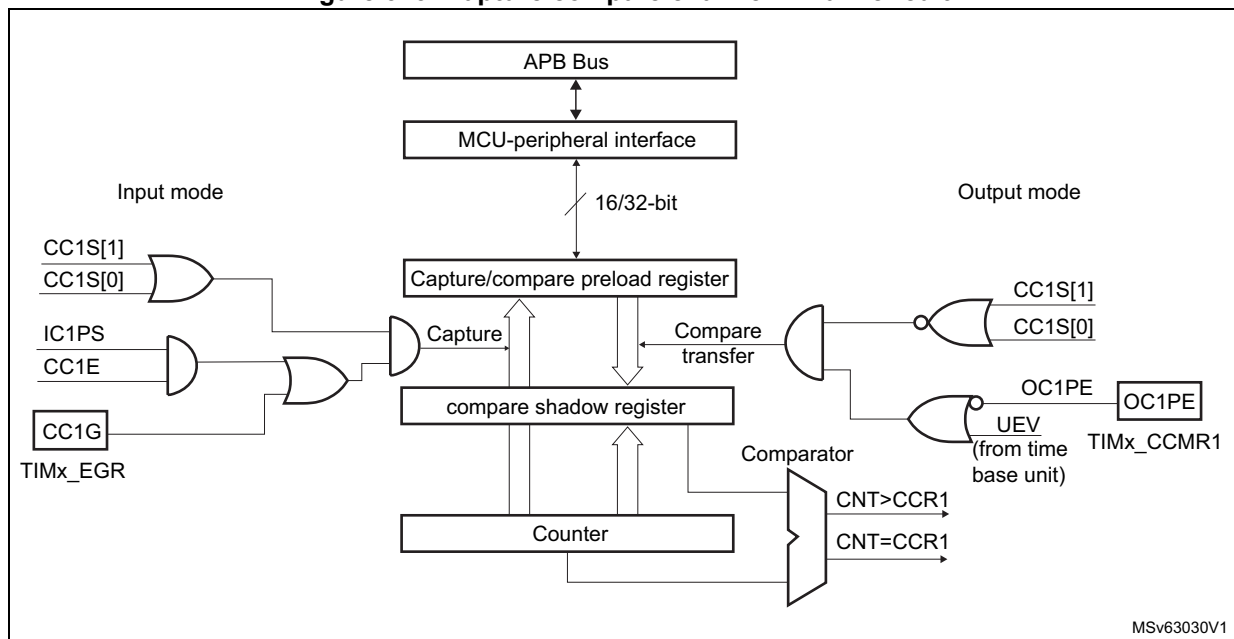 APB Bus
MCU-peripheral interface
Input mode
16/32-bit
Output mode
CC1S[1]
CC1S[0]
Capture/compare preload register
CC1S[1]
CC1S[0]
IC1PS
CC1E
Capture
Compare
transfer
CC1G
TIMx_EGR
compare shadow register
OC1PE
OC1PE
UEV
(from time
base unit)
TIMx_CCMR1
Comparator
CNT>CCR1
Counter
CNT=CCR1
MSv63030V1